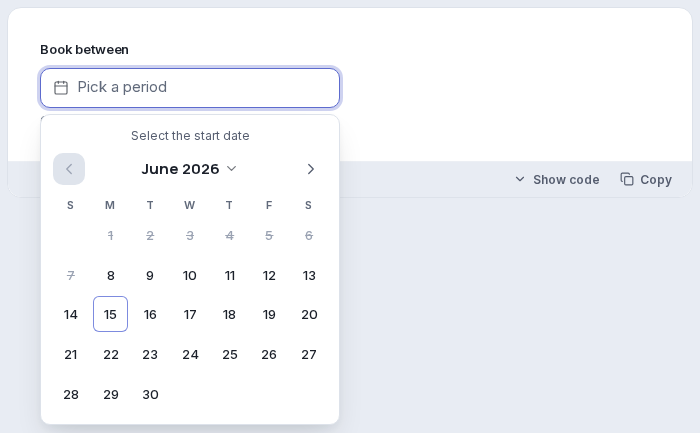 Book between
Pick a period
Select the start date
June 2026
Show code
Copy
S M T W T F S
1 2 3 4 5 6
7 8 9 10 11 12 13
14 15 16 17 18 19 20
21 22 23 24 25 26 27
28 29 30